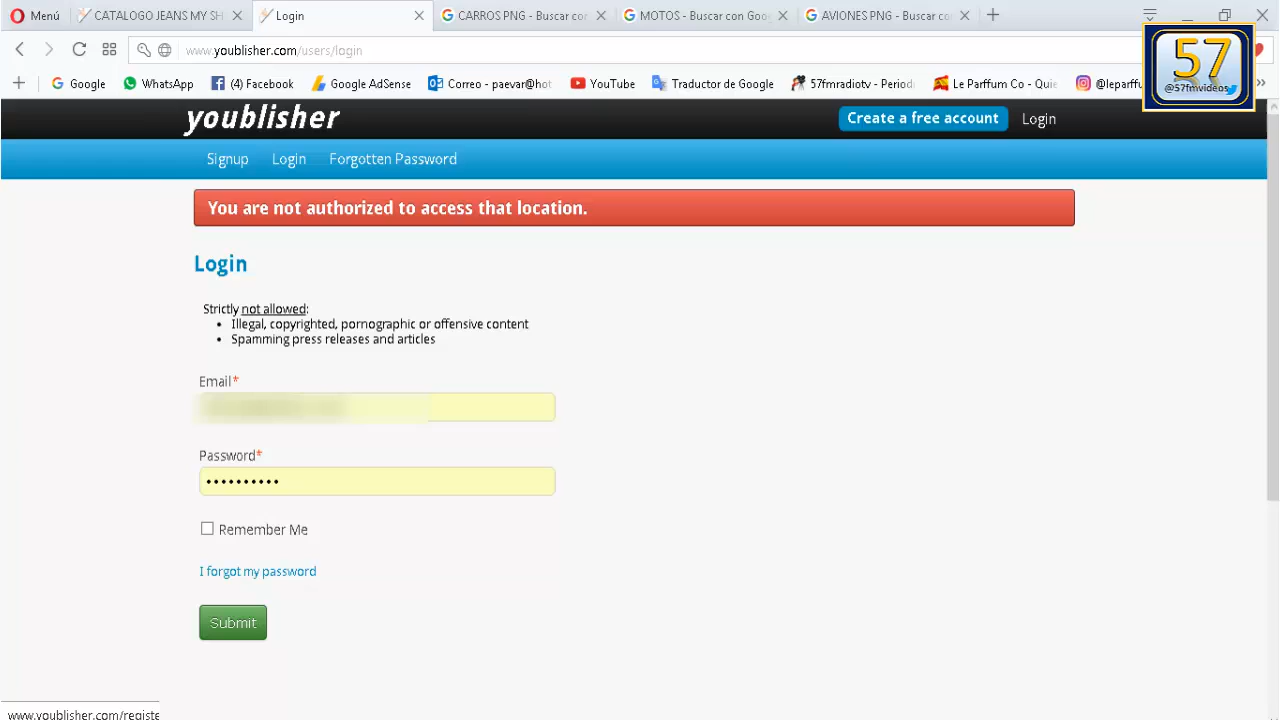 Menú
CATALOGO JEANS MY SH
Login
CARROS PNG - Buscar con
MOTOS - Buscar con Goog
AVIONES PNG - Buscar co
www.youblisher.com/users/login
Google
WhatsApp
(4) Facebook
Google AdSense
Correo: paevar@hot
YouTube
Traductor de Google
57fmradiotv - Period
Le Parffum Co - Quie
@leparffu
57
@57fmvideos
youblisher
Create a free account
Login
Signup
Login
Forgotten Password
You are not authorized to access that location.
Login
Strictly not allowed:
• Illegal, copyrighted, pornographic or offensive content
• Spamming press releases and articles
Email*
Password*
••••••••••
Remember Me
I forgot my password
Submit
www.youblisher.com/registe